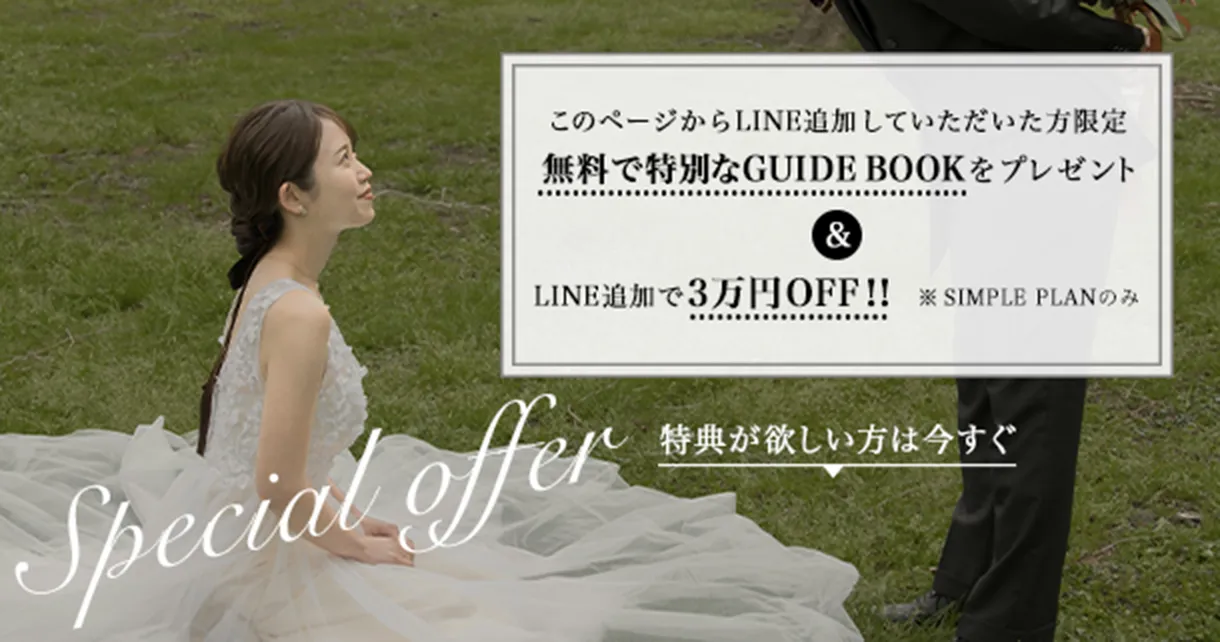 このページからLINE追加していただいた方限定
無料で特別なGUIDE BOOKをプレゼント
&
LINE追加で3万円OFF!! ※SIMPLE PLANのみ
Special offer
特典が欲しい方は今すぐ